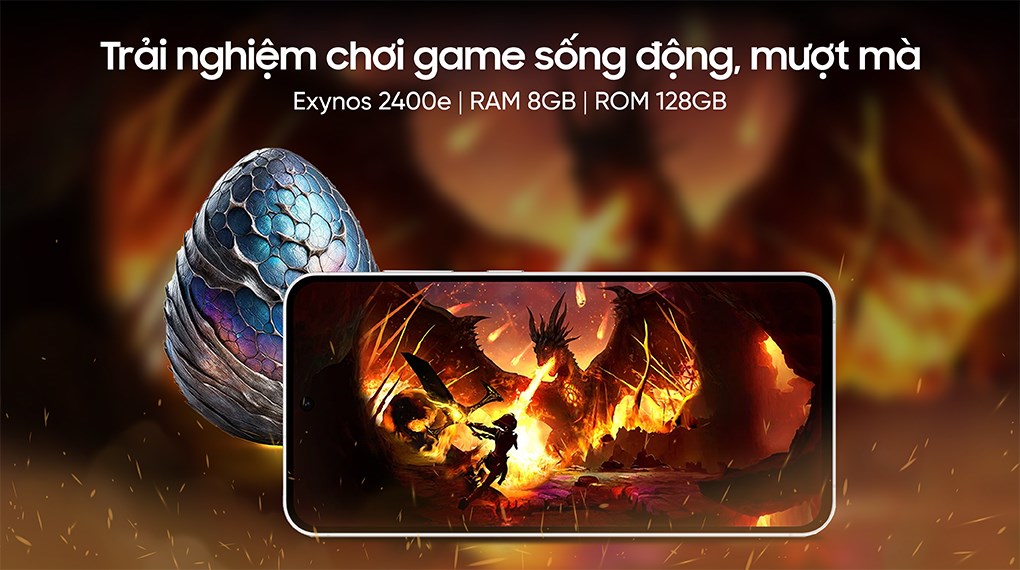 Trải nghiệm chơi game sống động, mượt mà
Exynos 2400e | RAM 8GB | ROM 128GB